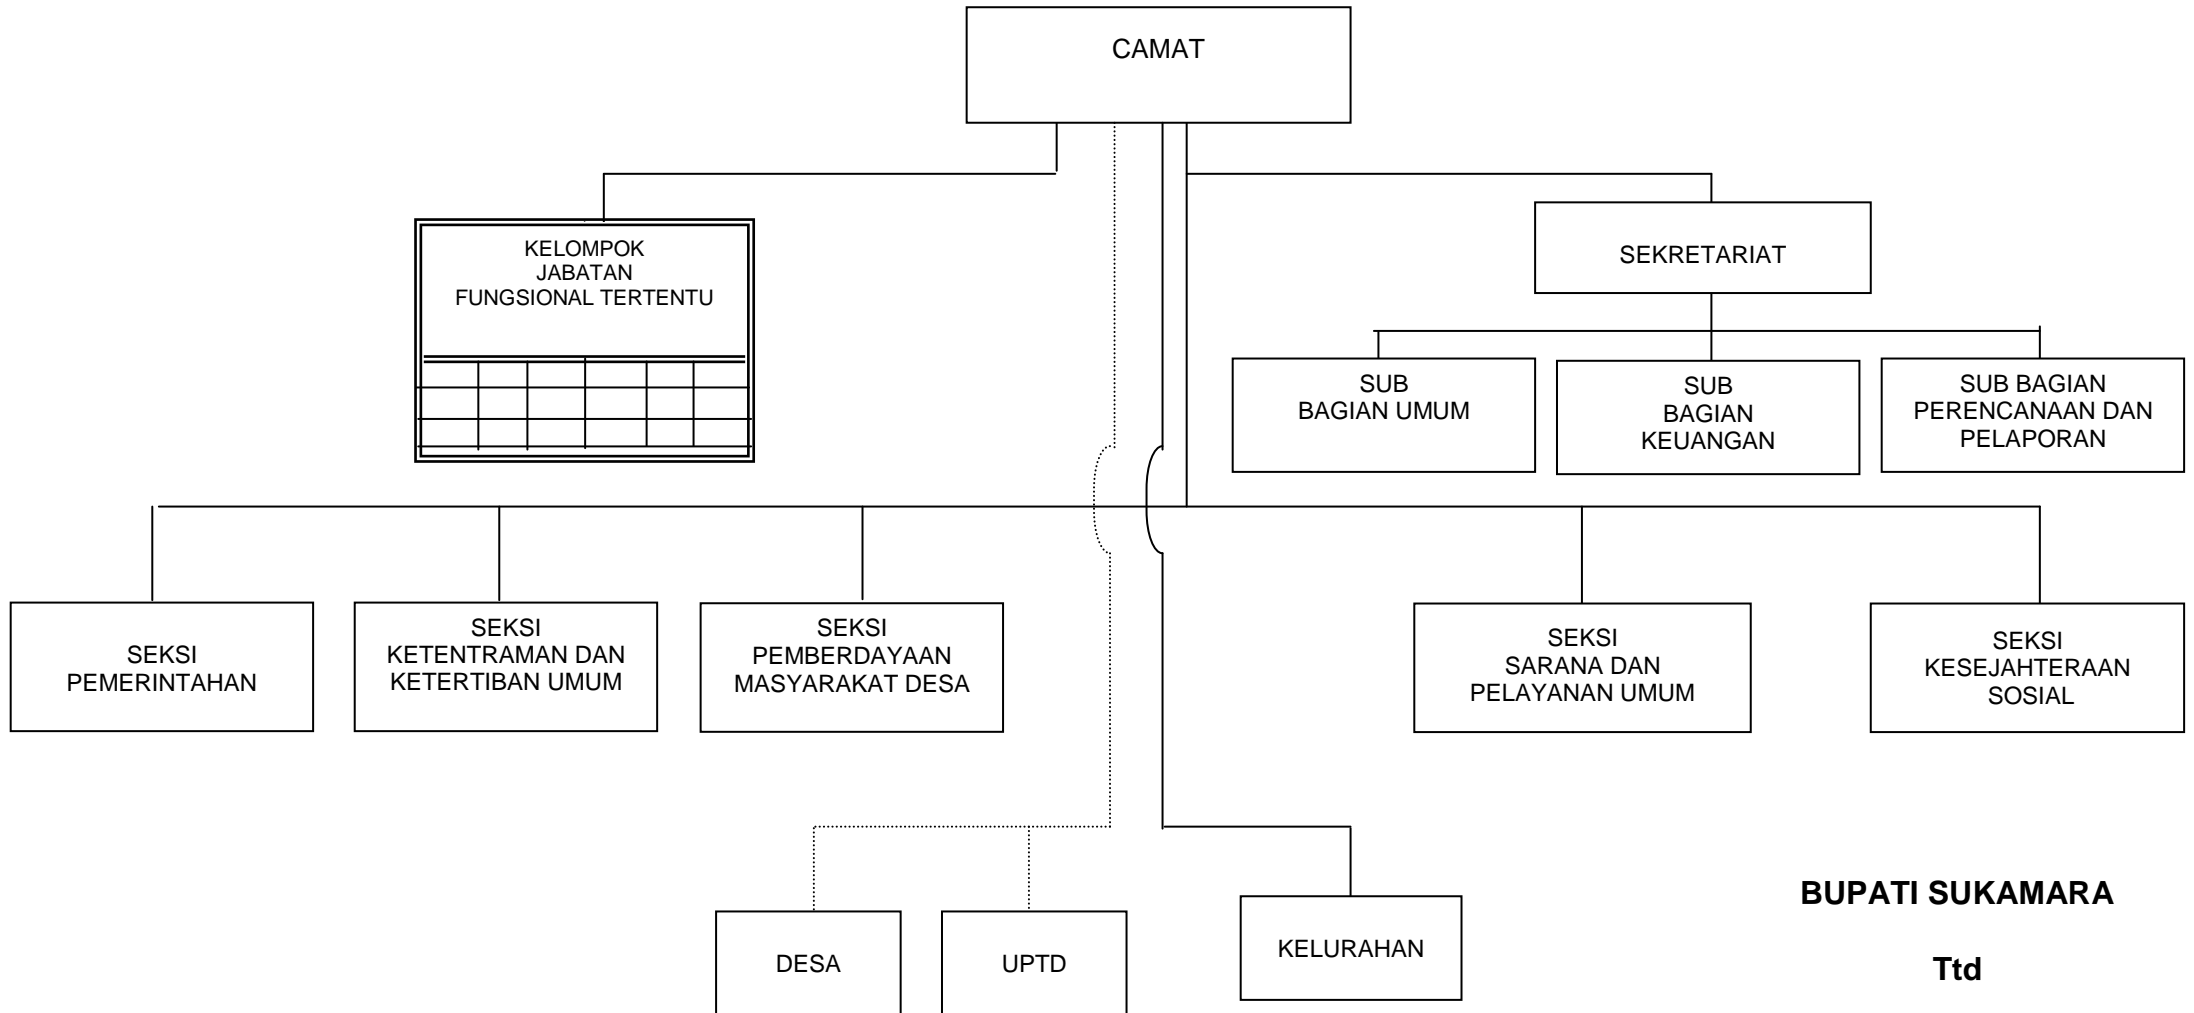 CAMAT
KELOMPOK
JABATAN
FUNGSIONAL TERTENTU
SEKRETARIAT
SUB
BAGIAN UMUM
SUB
BAGIAN
KEUANGAN
SUB BAGIAN
PERENCANAAN DAN
PELAPORAN
SEKSI
PEMERINTAHAN
SEKSI
KETENTRAMAN DAN
KETERTIBAN UMUM
SEKSI
PEMBERDAYAAN
MASYARAKAT DESA
SEKSI
SARANA DAN
PELAYANAN UMUM
SEKSI
KESEJAHTERAAN
SOSIAL
DESA
UPTD
KELURAHAN
BUPATI SUKAMARA
Ttd